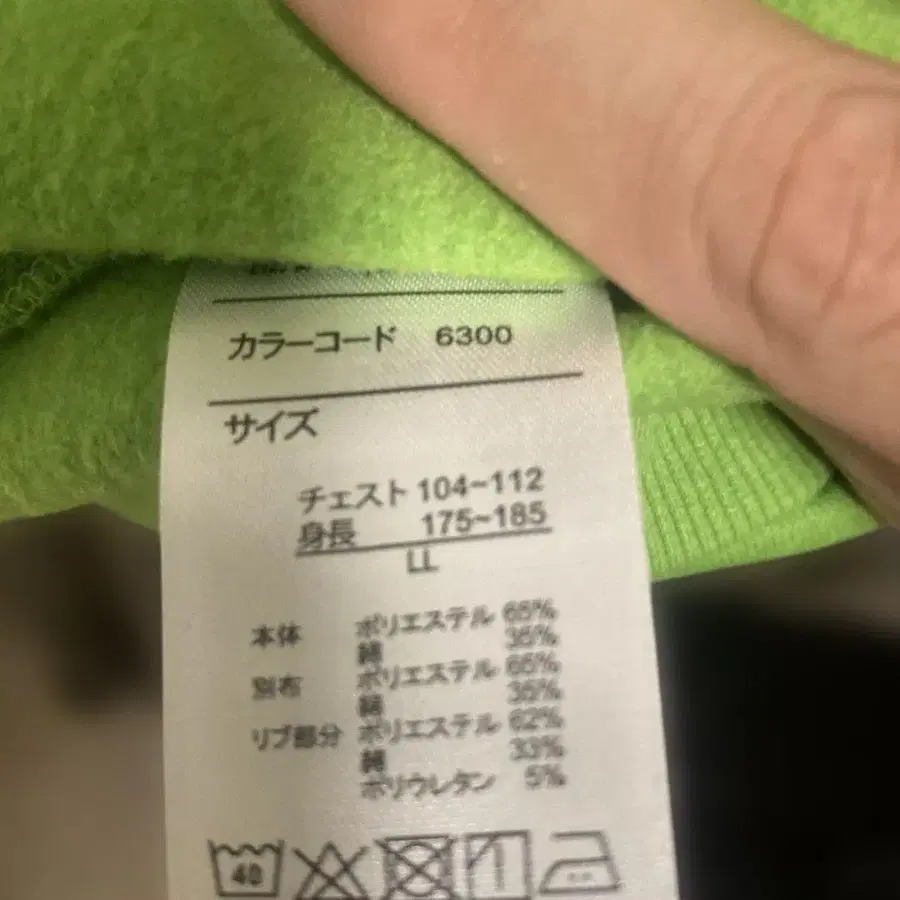 カラーコード 6300
サイズ
チェスト 104~112
身長 175~185
LL
本体 ポリエステル 65%
綿 35%
別布 ポリエステル 65%
綿 35%
リブ部分 ポリエステル 62%
綿 33%
ポリウレタン 5%
40